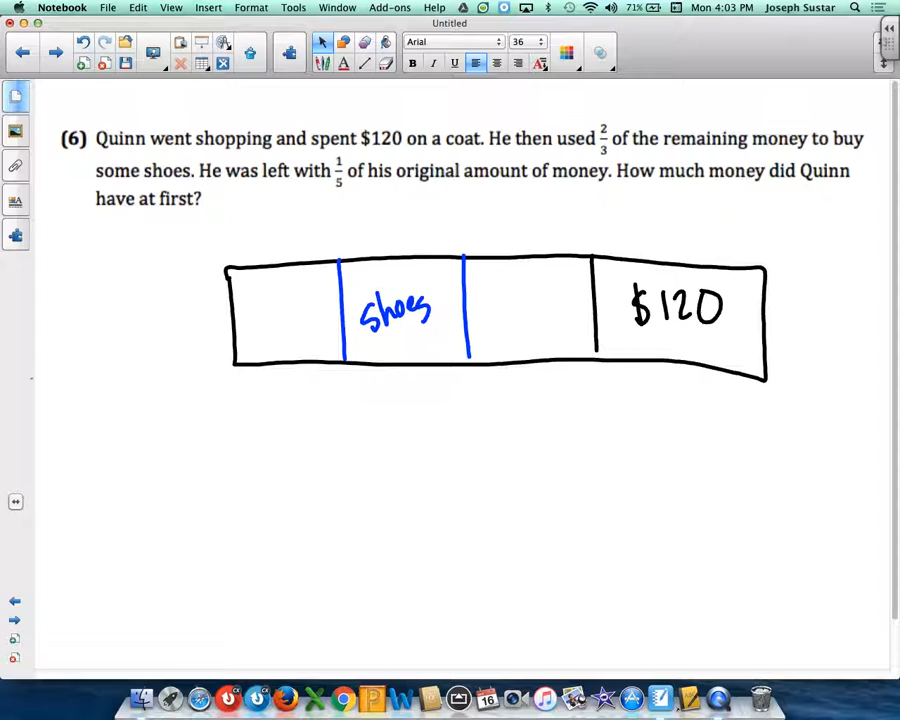 Notebook File Edit View Insert Format Tools Window Add-ons Help 71% Mon 4:03 PM Joseph Sustar
Untitled
Arial 36
B I U A
(6) Quinn went shopping and spent $120 on a coat. He then used 2/3 of the remaining money to buy
some shoes. He was left with 1/5 of his original amount of money. How much money did Quinn
have at first?
shoes $120